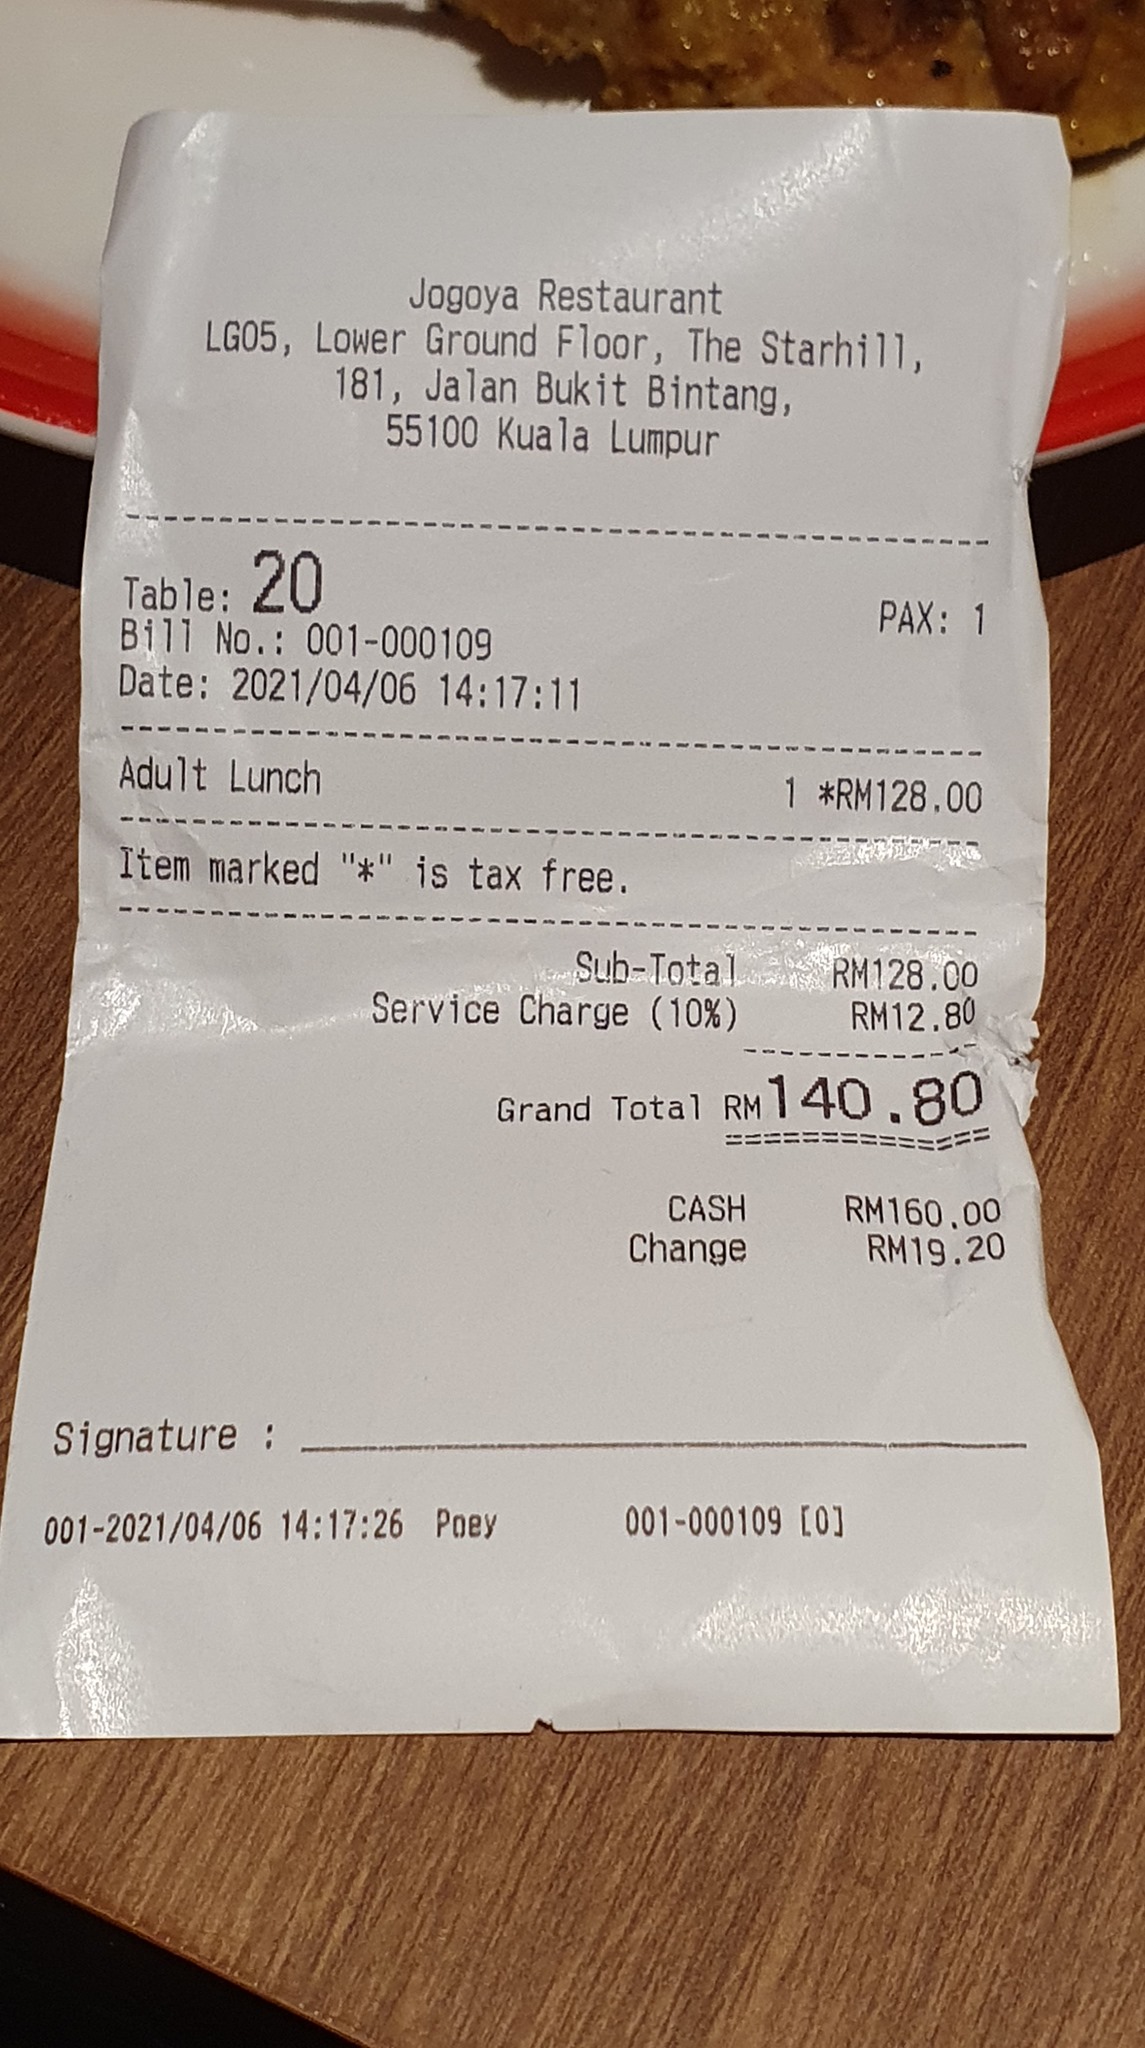 Jogoya Restaurant
LG05, Lower Ground Floor, The Starhill,
181, Jalan Bukit Bintang,
55100 Kuala Lumpur
Table: 20 PAX: 1
Bill No.: 001-000109
Date: 2021/04/06 14:17:11
Adult Lunch 1 *RM128.00
Item marked "*" is tax free.
Sub-Total RM128.00
Service Charge (10%) RM12.80
Grand Total RM140.80
CASH RM160.00
Change RM19.20
Signature :
001-2021/04/06 14:17:26 Poey 001-000109 [0]